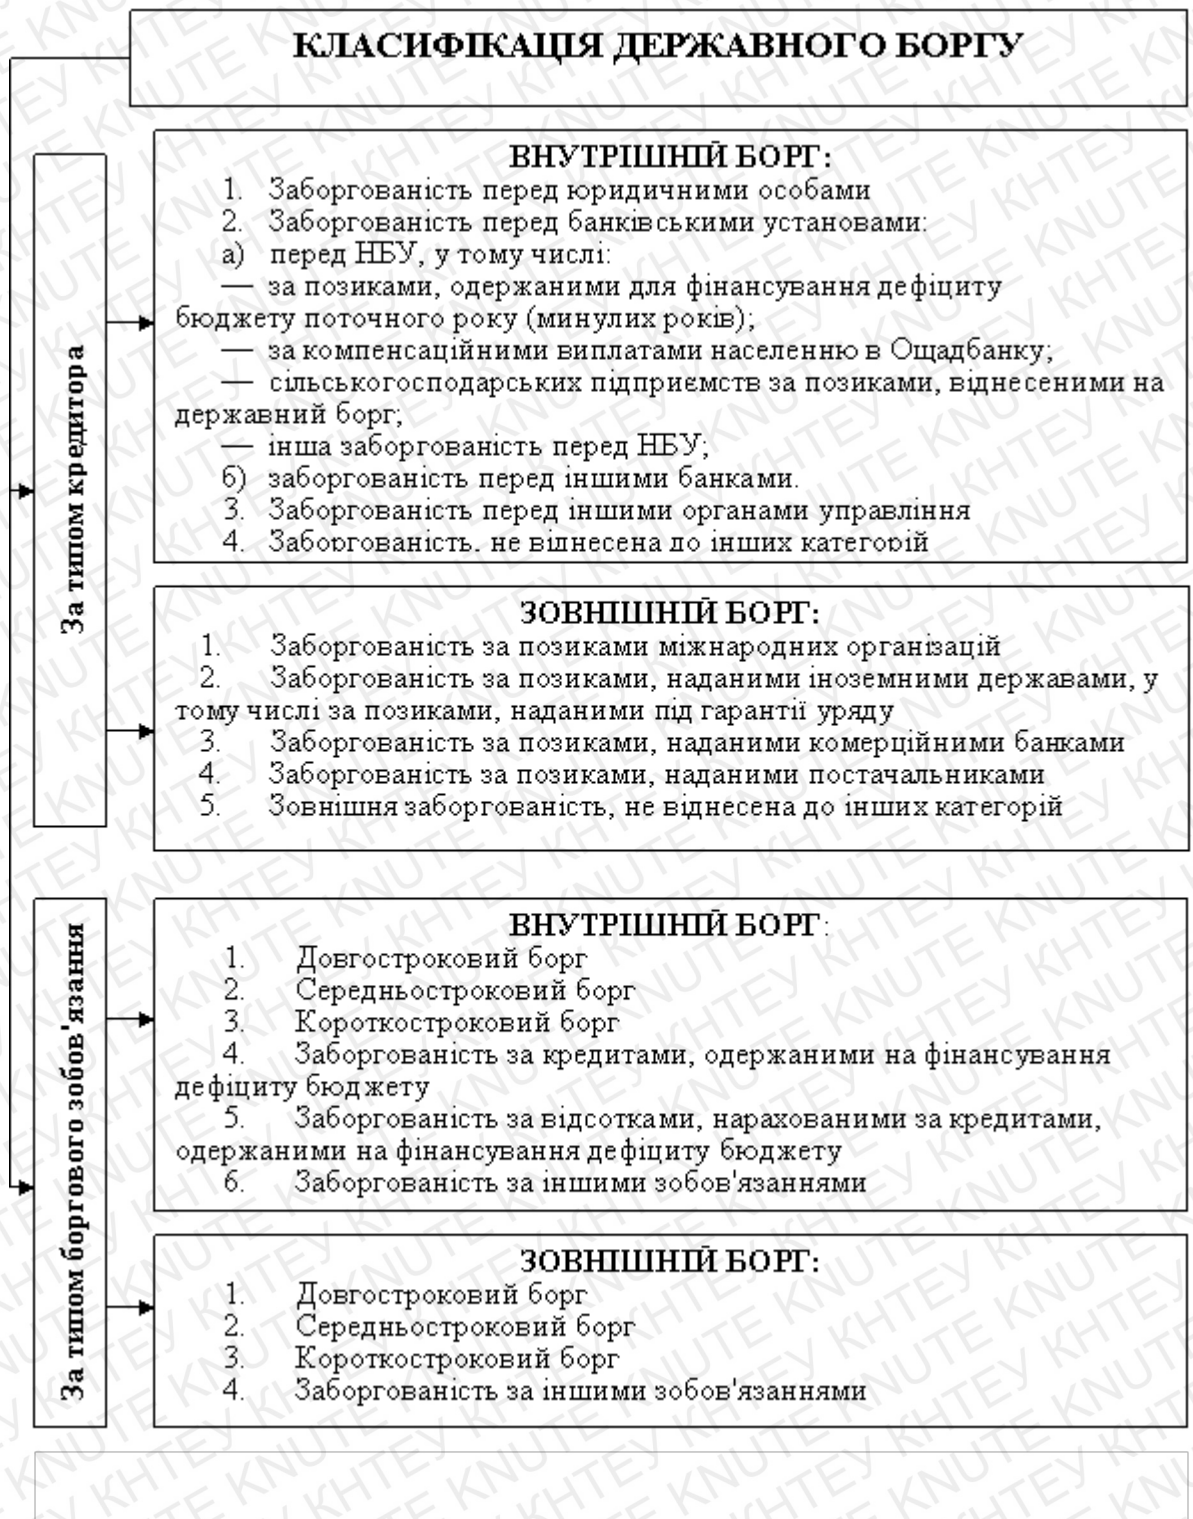 КЛАСИФІКАЦІЯ ДЕРЖАВНОГО БОРГУ
За типом кредитора
ВНУТРІШНІЙ БОРГ:
1. Заборгованість перед юридичними особами
2. Заборгованість перед банківськими установами:
а) перед НБУ, у тому числі:
— за позиками, одержаними для фінансування дефіциту
бюджету поточного року (минулих років);
— за компенсаційними виплатами населенню в Ощадбанку;
— сільськогосподарських підприємств за позиками, віднесеними на
державний борг;
— інша заборгованість перед НБУ;
б) заборгованість перед іншими банками.
3. Заборгованість перед іншими органами управління
4. Заборгованість, не віднесена до інших категорій
ЗОВНІШНІЙ БОРГ:
1. Заборгованість за позиками міжнародних організацій
2. Заборгованість за позиками, наданими іноземними державами, у
тому числі за позиками, наданими під гарантії уряду
3. Заборгованість за позиками, наданими комерційними банками
4. Заборгованість за позиками, наданими постачальниками
5. Зовнішня заборгованість, не віднесена до інших категорій
За типом боргового зобов'язання
ВНУТРІШНІЙ БОРГ:
1. Довгостроковий борг
2. Середньостроковий борг
3. Короткостроковий борг
4. Заборгованість за кредитами, одержаними на фінансування
дефіциту бюджету
5. Заборгованість за відсотками, нарахованими за кредитами,
одержаними на фінансування дефіциту бюджету
6. Заборгованість за іншими зобов'язаннями
ЗОВНІШНІЙ БОРГ:
1. Довгостроковий борг
2. Середньостроковий борг
3. Короткостроковий борг
4. Заборгованість за іншими зобов'язаннями